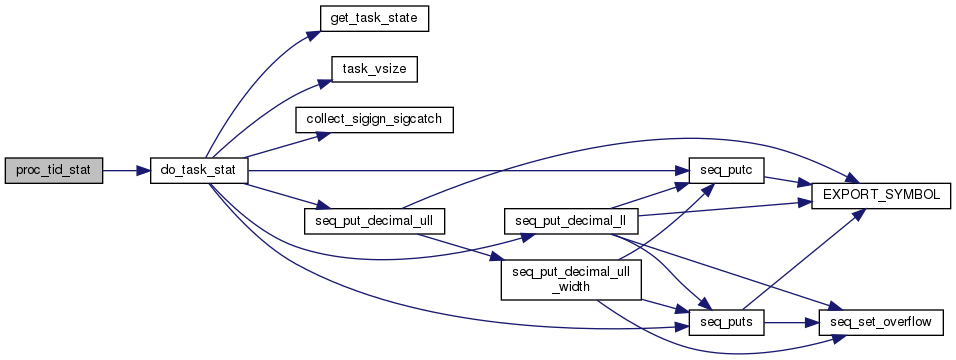 get_task_state
task_vsize
collect_sigign_sigcatch
proc_tid_stat
do_task_stat
seq_putc
EXPORT_SYMBOL
seq_put_decimal_ull
seq_put_decimal_ll
seq_put_decimal_ull
_width
seq_puts
seq_set_overflow